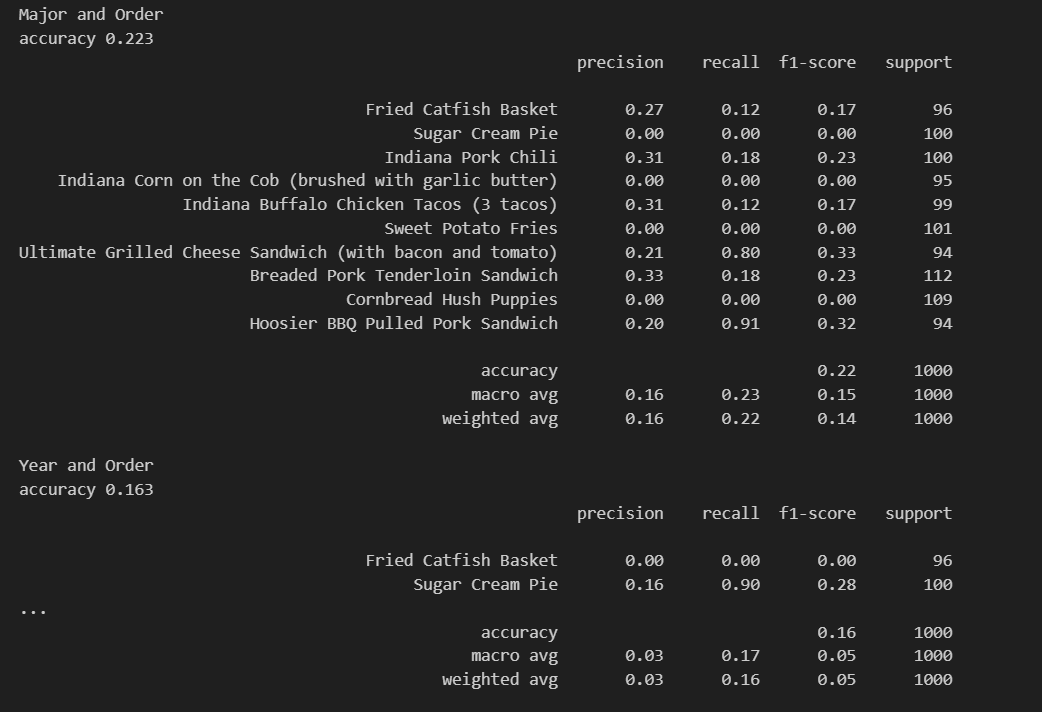 Major and Order
accuracy 0.223
precision recall f1-score support
Fried Catfish Basket 0.27 0.12 0.17 96
Sugar Cream Pie 0.00 0.00 0.00 100
Indiana Pork Chili 0.31 0.18 0.23 100
Indiana Corn on the Cob (brushed with garlic butter) 0.00 0.00 0.00 95
Indiana Buffalo Chicken Tacos (3 tacos) 0.31 0.12 0.17 99
Sweet Potato Fries 0.00 0.00 0.00 101
Ultimate Grilled Cheese Sandwich (with bacon and tomato) 0.21 0.80 0.33 94
Breaded Pork Tenderloin Sandwich 0.33 0.18 0.23 112
Cornbread Hush Puppies 0.00 0.00 0.00 109
Hoosier BBQ Pulled Pork Sandwich 0.20 0.91 0.32 94
accuracy 0.22 1000
macro avg 0.16 0.23 0.15 1000
weighted avg 0.16 0.22 0.14 1000
Year and Order
accuracy 0.163
precision recall f1-score support
Fried Catfish Basket 0.00 0.00 0.00 96
Sugar Cream Pie 0.16 0.90 0.28 100
...
accuracy 0.16 1000
macro avg 0.03 0.17 0.05 1000
weighted avg 0.03 0.16 0.05 1000